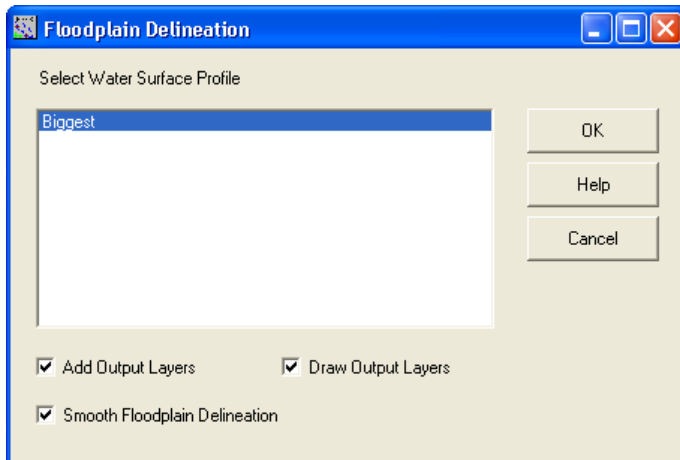 Floodplain Delineation
Select Water Surface Profile
Biggest
OK
Help
Cancel
Add Output Layers
Draw Output Layers
Smooth Floodplain Delineation